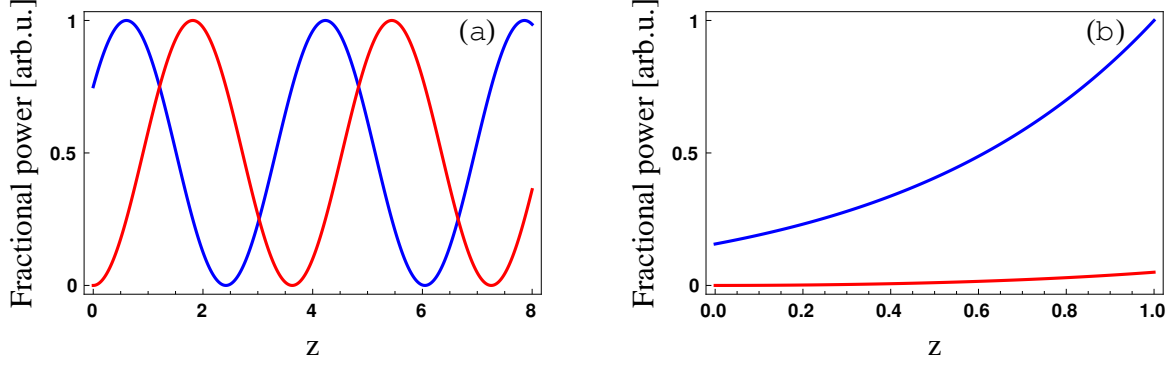 (a)
Fractional power [arb.u.]
1
0.5
0
0 2 4 6 8
z
(b)
Fractional power [arb.u.]
1
0.5
0
0.0 0.2 0.4 0.6 0.8 1.0
z